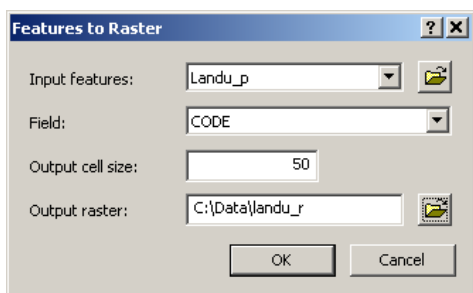 Features to Raster
Input features: Landu_p
Field: CODE
Output cell size: 50
Output raster: C:\Data\landu_r
OK Cancel